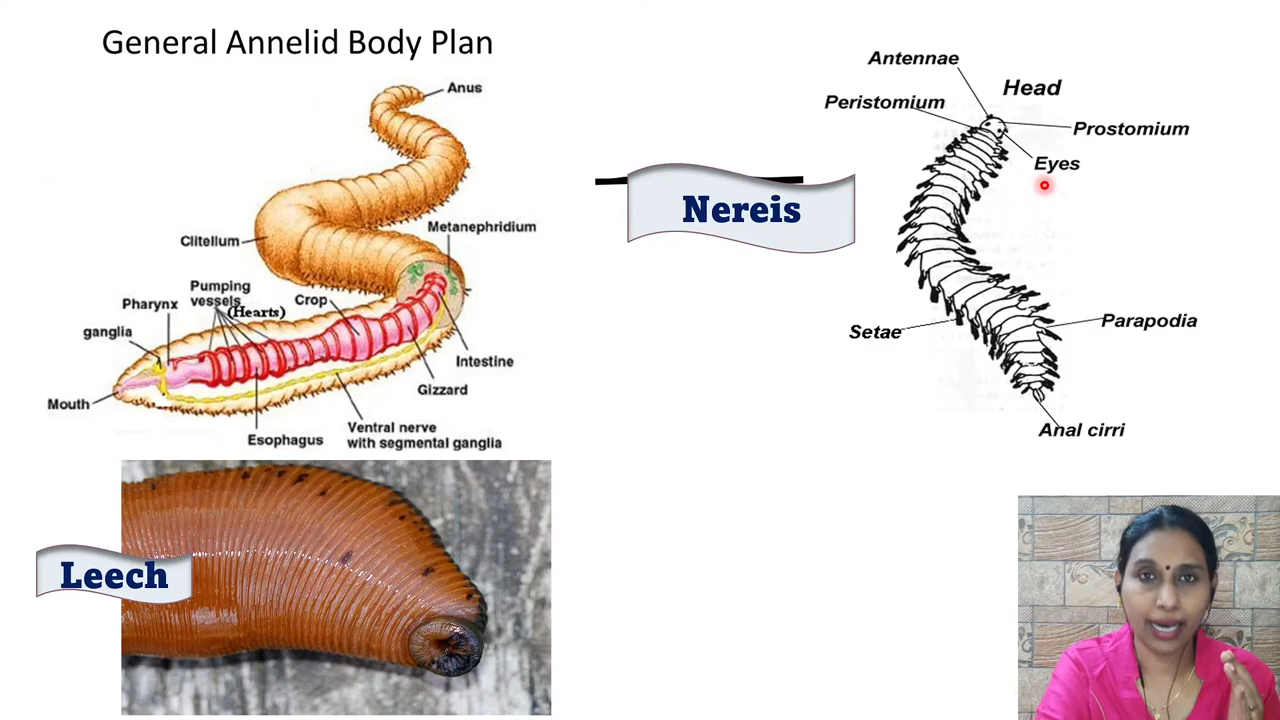 General Annelid Body Plan
Anus
Metanephridium
Clitellum
Pumping
vessels
(Hearts)
Crop
Pharynx
ganglia
Intestine
Gizzard
Mouth
Ventral nerve
with segmental ganglia
Esophagus
Leech
Nereis
Antennae
Head
Peristomium
Prostomium
Eyes
Setae
Parapodia
Anal cirri